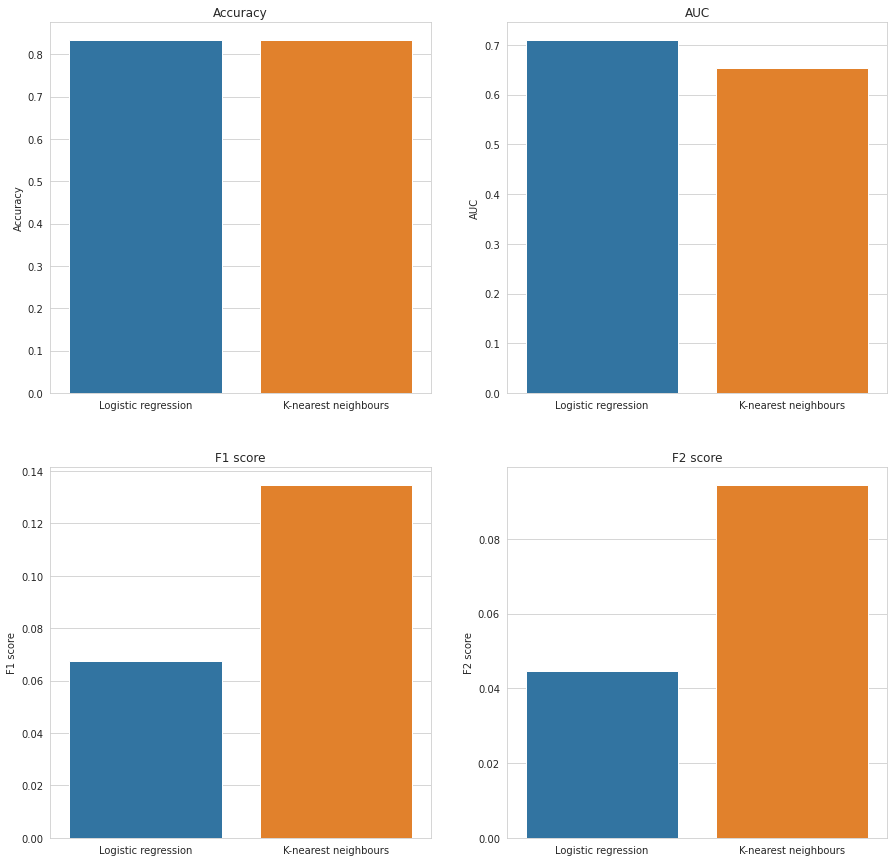 Accuracy
0.8
0.7
0.6
0.5
0.4
0.3
0.2
0.1
0.0
Accuracy
Logistic regression
K-nearest neighbours
AUC
0.7
0.6
0.5
0.4
0.3
0.2
0.1
0.0
AUC
Logistic regression
K-nearest neighbours
F1 score
0.14
0.12
0.10
0.08
0.06
0.04
0.02
0.00
F1 score
Logistic regression
K-nearest neighbours
F2 score
0.08
0.06
0.04
0.02
0.00
F2 score
Logistic regression
K-nearest neighbours